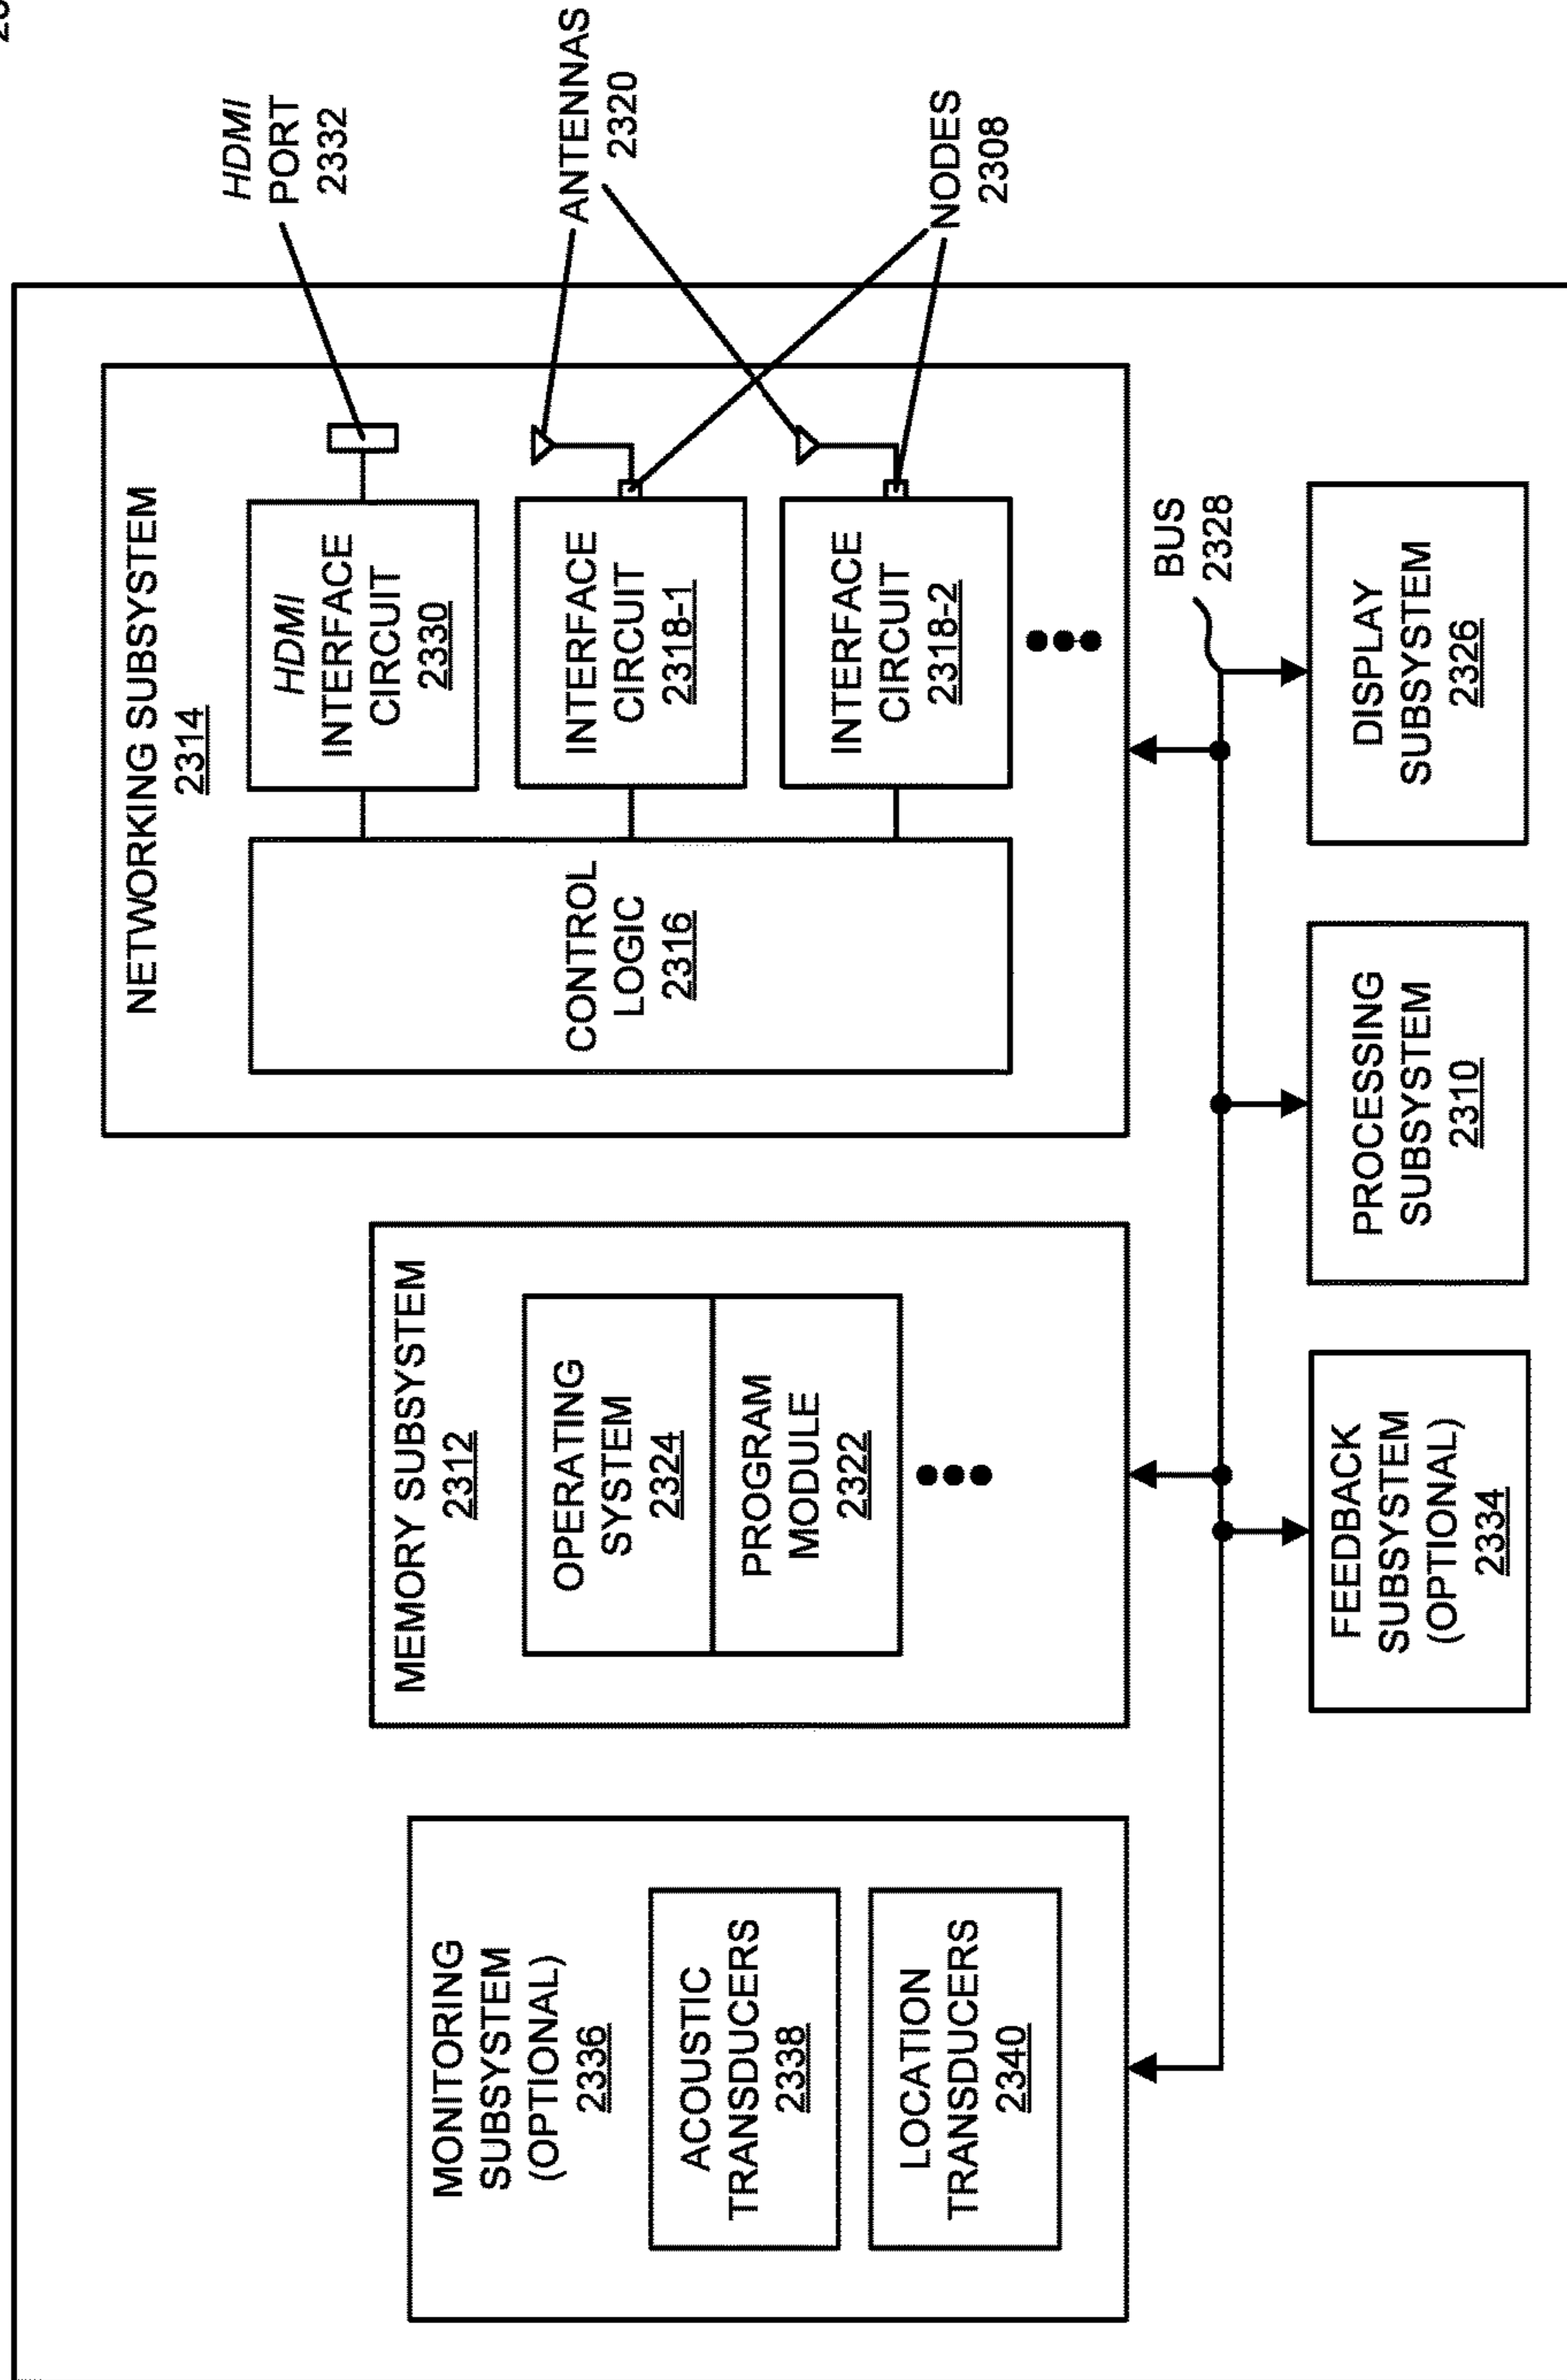 MONITORING
SUBSYSTEM
(OPTIONAL)
2336
ACOUSTIC
TRANSDUCERS
2338
LOCATION
TRANSDUCERS
2340
MEMORY SUBSYSTEM
2312
OPERATING
SYSTEM
2324
PROGRAM
MODULE
2322
NETWORKING SUBSYSTEM
2314
CONTROL
LOGIC
2316
HDMI
INTERFACE
CIRCUIT
2330
INTERFACE
CIRCUIT
2318-1
INTERFACE
CIRCUIT
2318-2
HDMI
PORT
2332
ANTENNAS
2320
NODES
2308
BUS
2328
FEEDBACK
SUBSYSTEM
(OPTIONAL)
2334
PROCESSING
SUBSYSTEM
2310
DISPLAY
SUBSYSTEM
2326